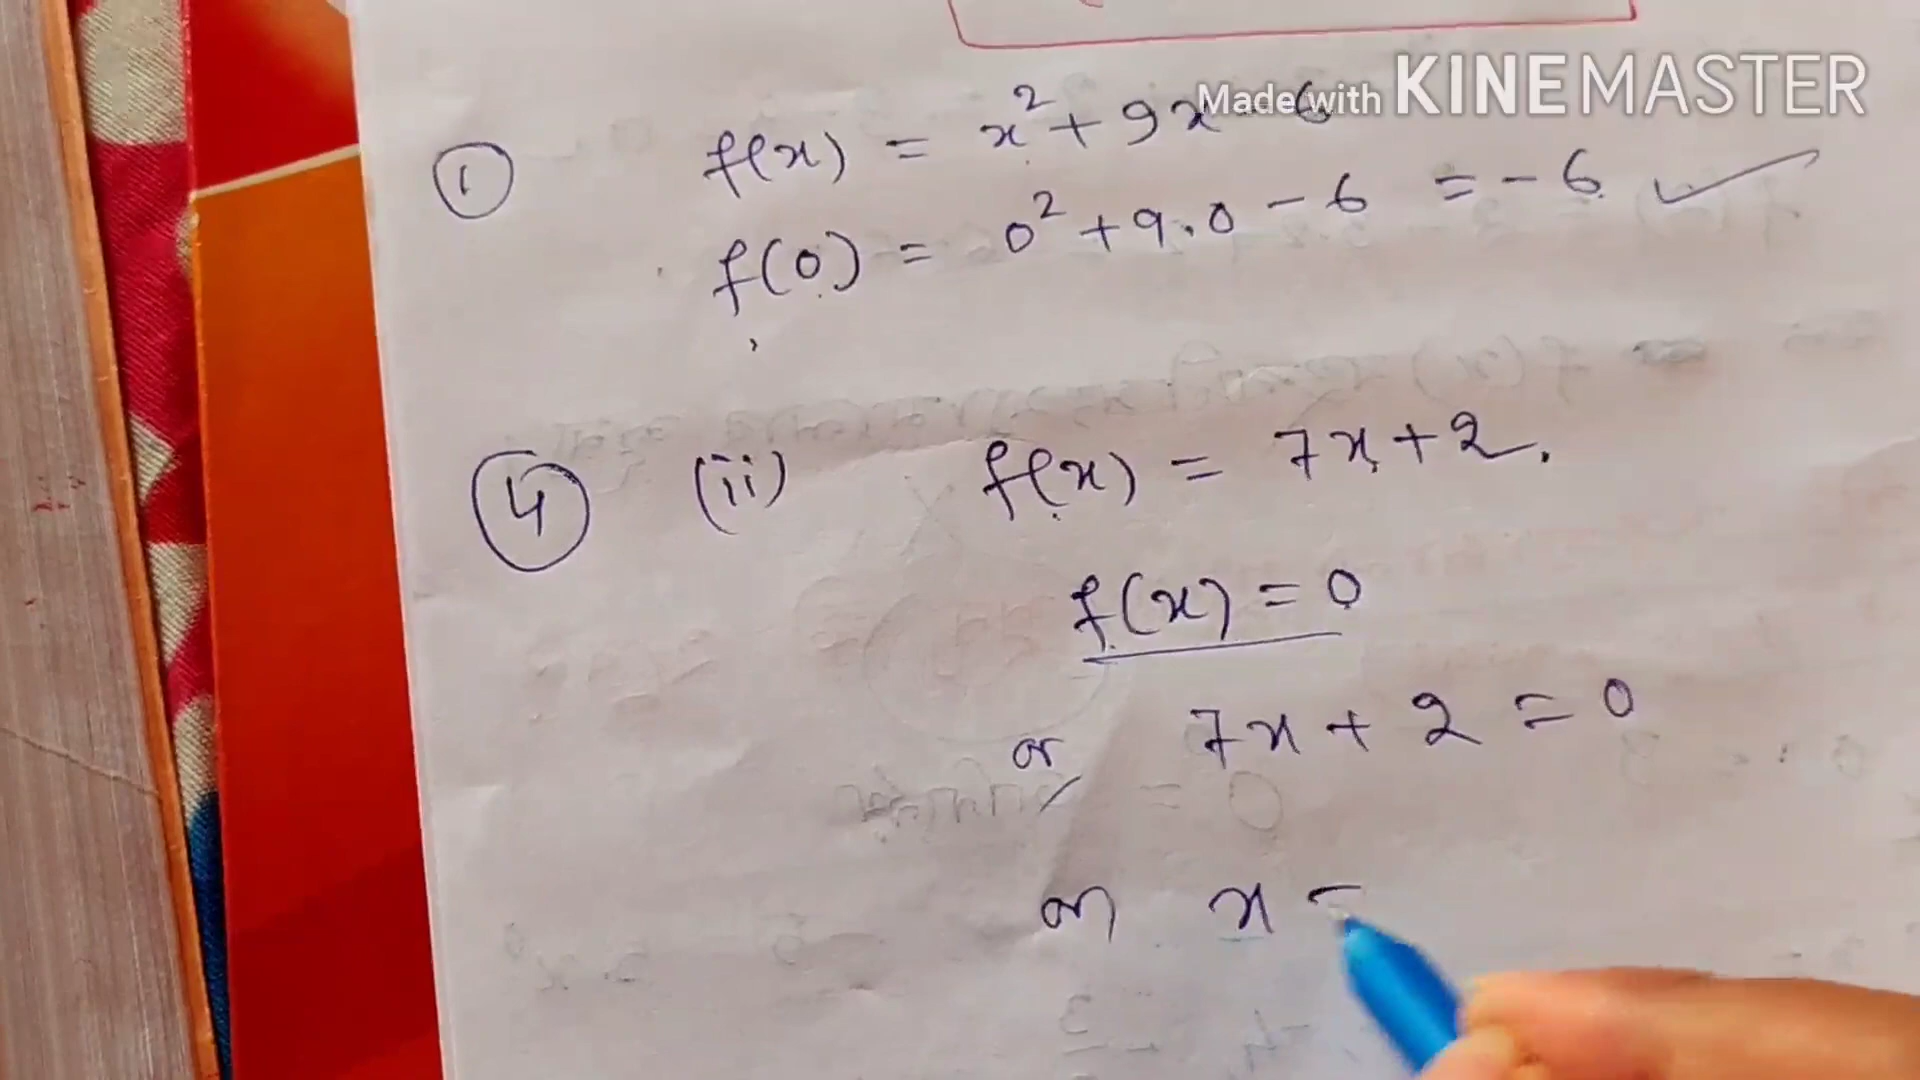 Made with KINEMASTER
① f(x) = x² + 9x - 6
f(0) = 0² + 9.0 - 6 = -6 ✓
④ (ii) f(x) = 7x + 2.
f(x) = 0
or 7x + 2 = 0
or x =